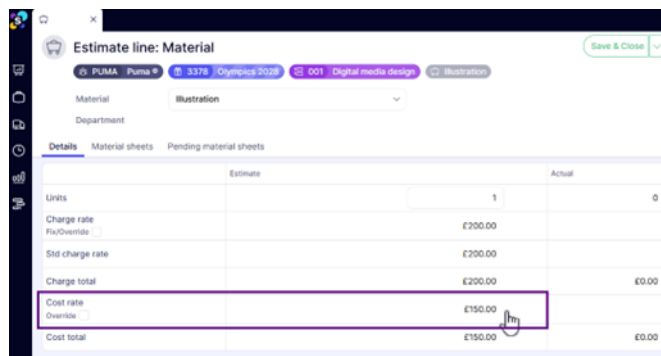 Estimate line: Material
Save & Close
PUMA Puma ® 3378 Olympics 2028 001 Digital media design Illustration
Material Illustration
Department
Details Material sheets Pending material sheets
Estimate Actual
Units 1 0
Charge rate £200.00
Fix/Override
Std charge rate £200.00
Charge total £200.00 £0.00
Cost rate £150.00
Override
Cost total £150.00 £0.00